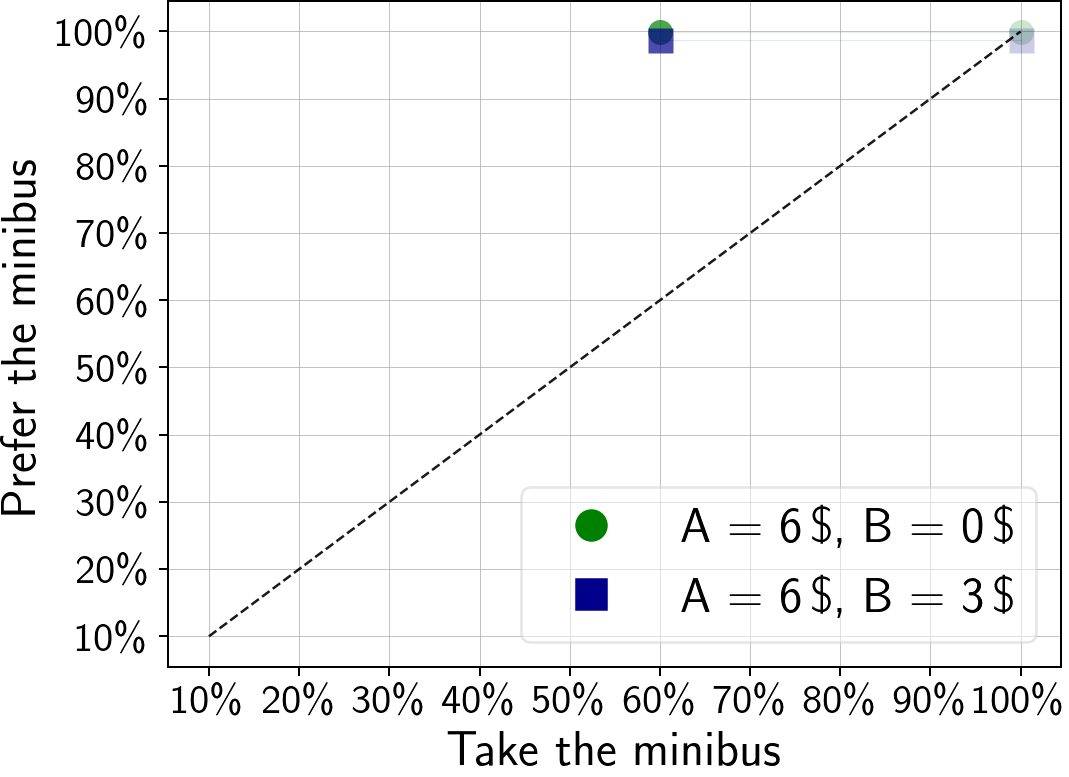 Prefer the minibus
100%
90%
80%
70%
60%
50%
40%
30%
20%
10%
A = 6$, B = 0$
A = 6$, B = 3$
10% 20% 30% 40% 50% 60% 70% 80% 90% 100%
Take the minibus